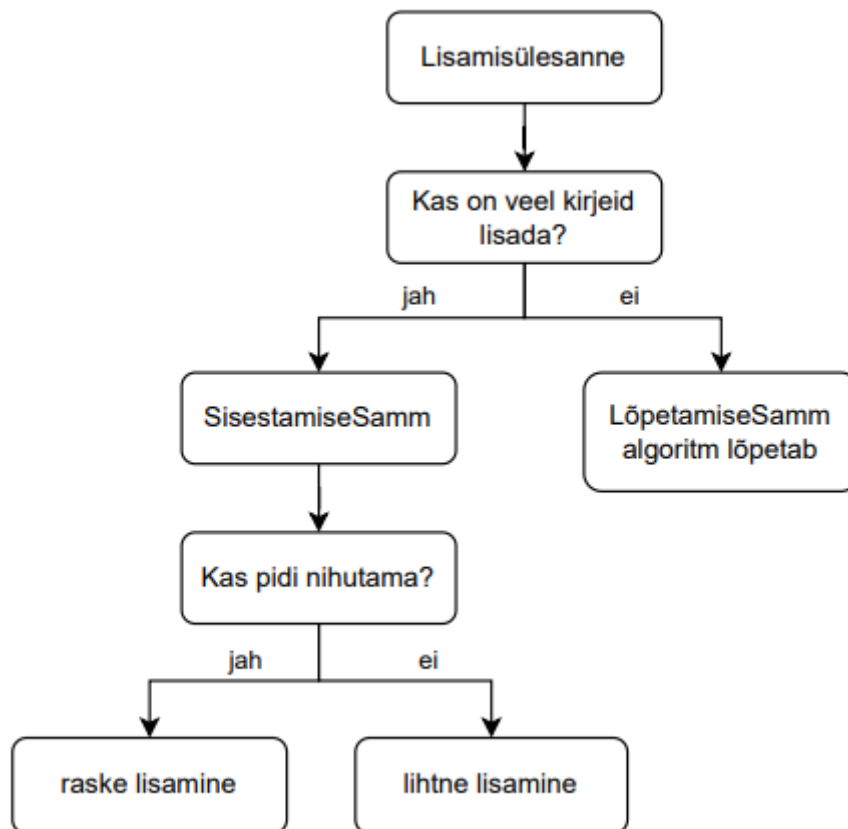 Lisamisülesanne
Kas on veel kirjeid
lisada?
jah
ei
SisestamiseSamm
LõpetamiseSamm
algoritm lõpetab
Kas pidi nihutama?
jah
ei
raske lisamine
lihtne lisamine